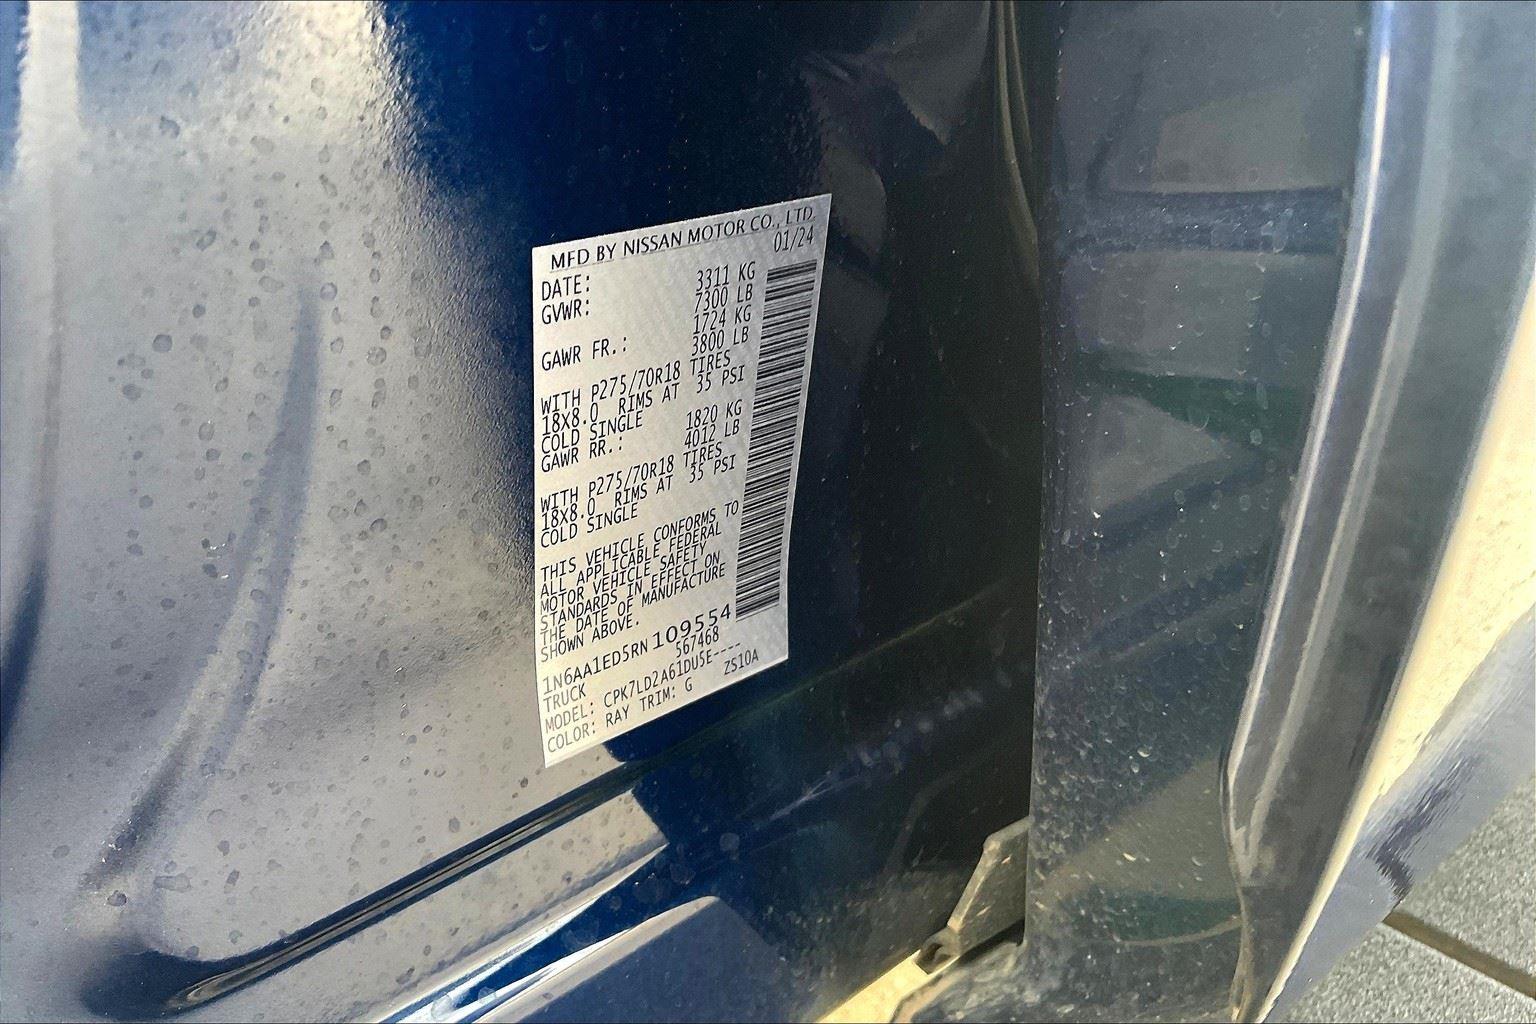 MFD BY NISSAN MOTOR CO., LTD.
DATE: 01/24
GVWR: 3311 KG
7300 LB
GAWR FR.: 1724 KG
3800 LB
WITH P275/70R18 TIRES
18X8.0 RIMS AT 35 PSI
COLD SINGLE
GAWR RR.: 1820 KG
4012 LB
WITH P275/70R18 TIRES
18X8.0 RIMS AT 35 PSI
COLD SINGLE
THIS VEHICLE CONFORMS TO
ALL APPLICABLE FEDERAL
MOTOR VEHICLE SAFETY
STANDARDS IN EFFECT ON
THE DATE OF MANUFACTURE
SHOWN ABOVE.
1N6AA1ED5RN109554
TRUCK 567468
MODEL: CPK7LD2A61DU5E----
COLOR: RAY TRIM: G ZS10A